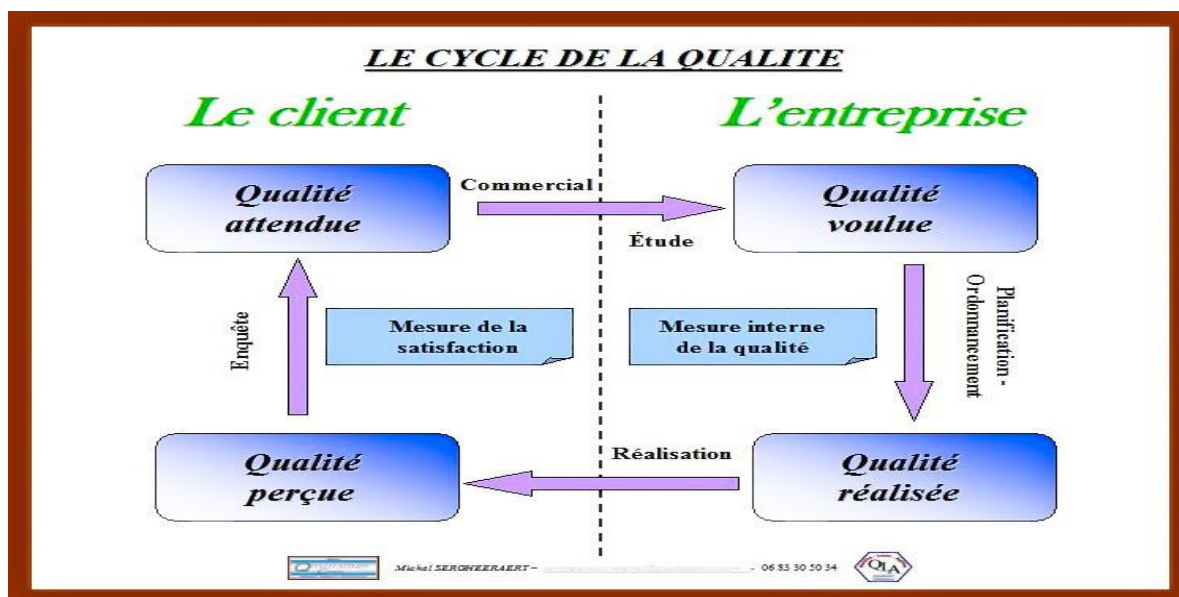 LE CYCLE DE LA QUALITE
Le client
L'entreprise
Qualité
attendue
Commercial
Étude
Qualité
voulue
Enquête
Mesure de la
satisfaction
Mesure interne
de la qualité
Planification -
Ordonnancement
Qualité
perçue
Réalisation
Qualité
réalisée
Michel SERGHEERAERT – - 06 83 30 50 34
QLA